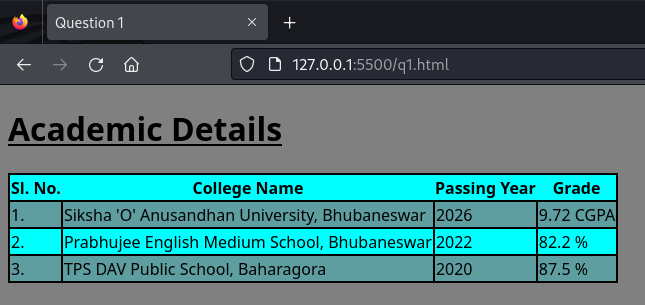 Question 1
127.0.0.1:5500/q1.html
Academic Details
Sl. No. College Name Passing Year Grade
1. Siksha 'O' Anusandhan University, Bhubaneswar 2026 9.72 CGPA
2. Prabhujee English Medium School, Bhubaneswar 2022 82.2 %
3. TPS DAV Public School, Baharagora 2020 87.5 %